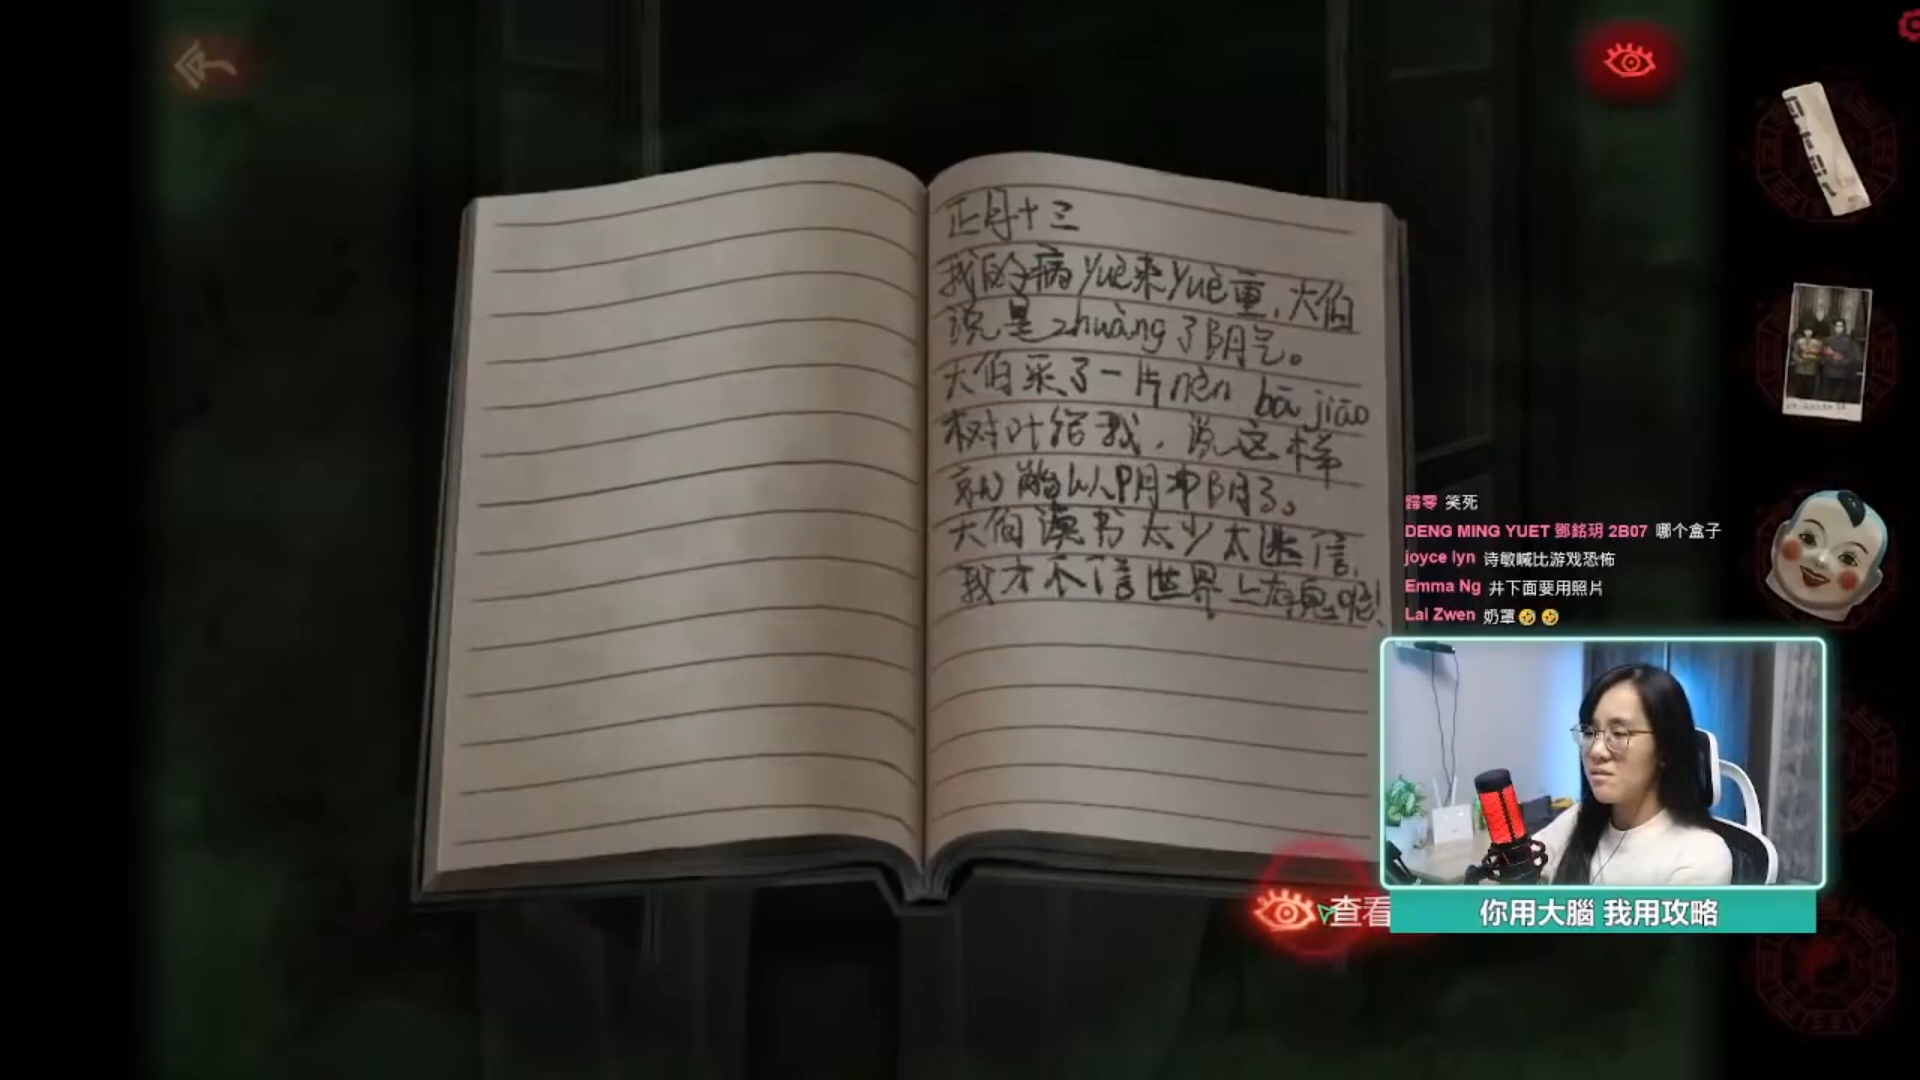 正月十三
我的病yuè来yuè重，大伯
说是zhuàng了阴气。
大伯采了一片nèn bā jiāo
树叶给我，说这样
就能以阴冲阴了。
大伯读书太少太迷信，
我才不信世界上有鬼呢！
歸零 笑死
DENG MING YUET 鄧銘玥 2B07 哪个盒子
joyce lyn 诗敏喊比游戏恐怖
Emma Ng 井下面要用照片
Lai Zwen 奶罩🤣🤣
查看
你用大腦 我用攻略